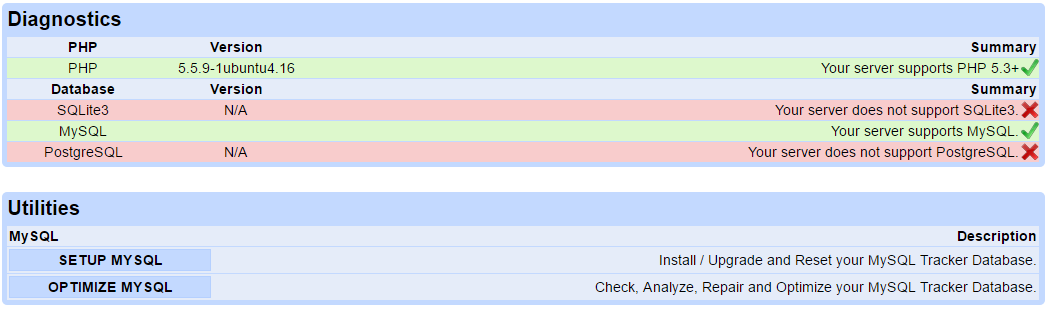 Diagnostics
PHP Version Summary
PHP 5.5.9-1ubuntu4.16 Your server supports PHP 5.3+
Database Version Summary
SQLite3 N/A Your server does not support SQLite3.
MySQL Your server supports MySQL.
PostgreSQL N/A Your server does not support PostgreSQL.
Utilities
MySQL Description
SETUP MYSQL Install / Upgrade and Reset your MySQL Tracker Database.
OPTIMIZE MYSQL Check, Analyze, Repair and Optimize your MySQL Tracker Database.